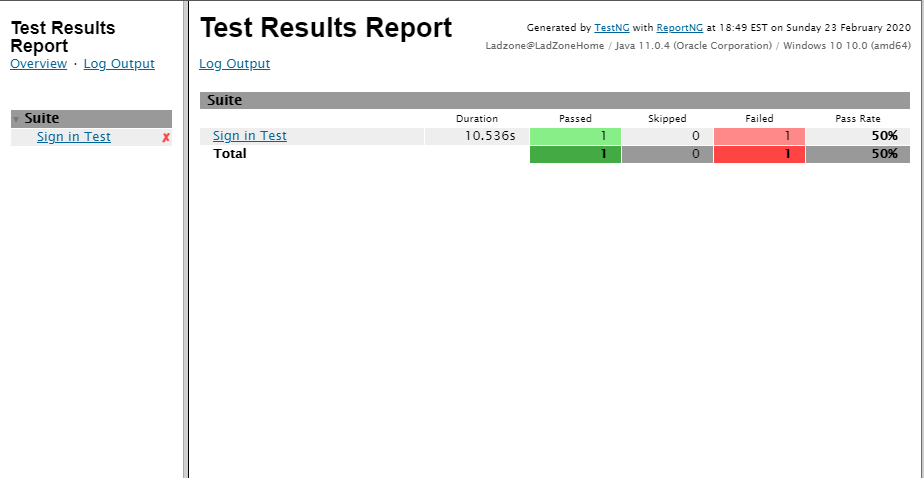 Test Results
Report
Overview · Log Output
▼ Suite
Sign in Test ✘
Test Results Report
Generated by TestNG with ReportNG at 18:49 EST on Sunday 23 February 2020
Ladzone@LadZoneHome / Java 11.0.4 (Oracle Corporation) / Windows 10 10.0 (amd64)
Log Output
Suite
Duration Passed Skipped Failed Pass Rate
Sign in Test 10.536s 1 0 1 50%
Total 1 0 1 50%